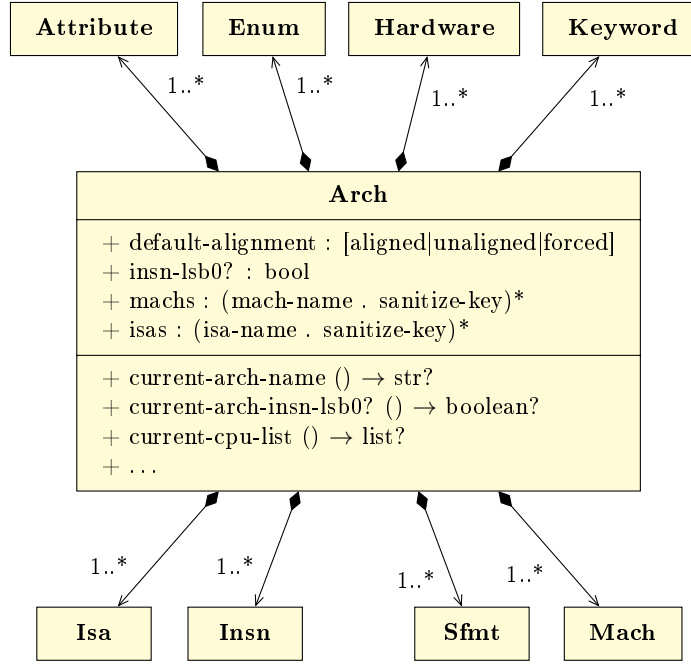 Attribute Enum Hardware Keyword
1..* 1..* 1..* 1..*
Arch
+ default-alignment : [aligned|unaligned|forced]
+ insn-lsb0? : bool
+ machs : (mach-name . sanitize-key)*
+ isas : (isa-name . sanitize-key)*
+ current-arch-name () → str?
+ current-arch-insn-lsb0? () → boolean?
+ current-cpu-list () → list?
+ ...
1..* 1..* 1..* 1..*
Isa Insn Sfmt Mach